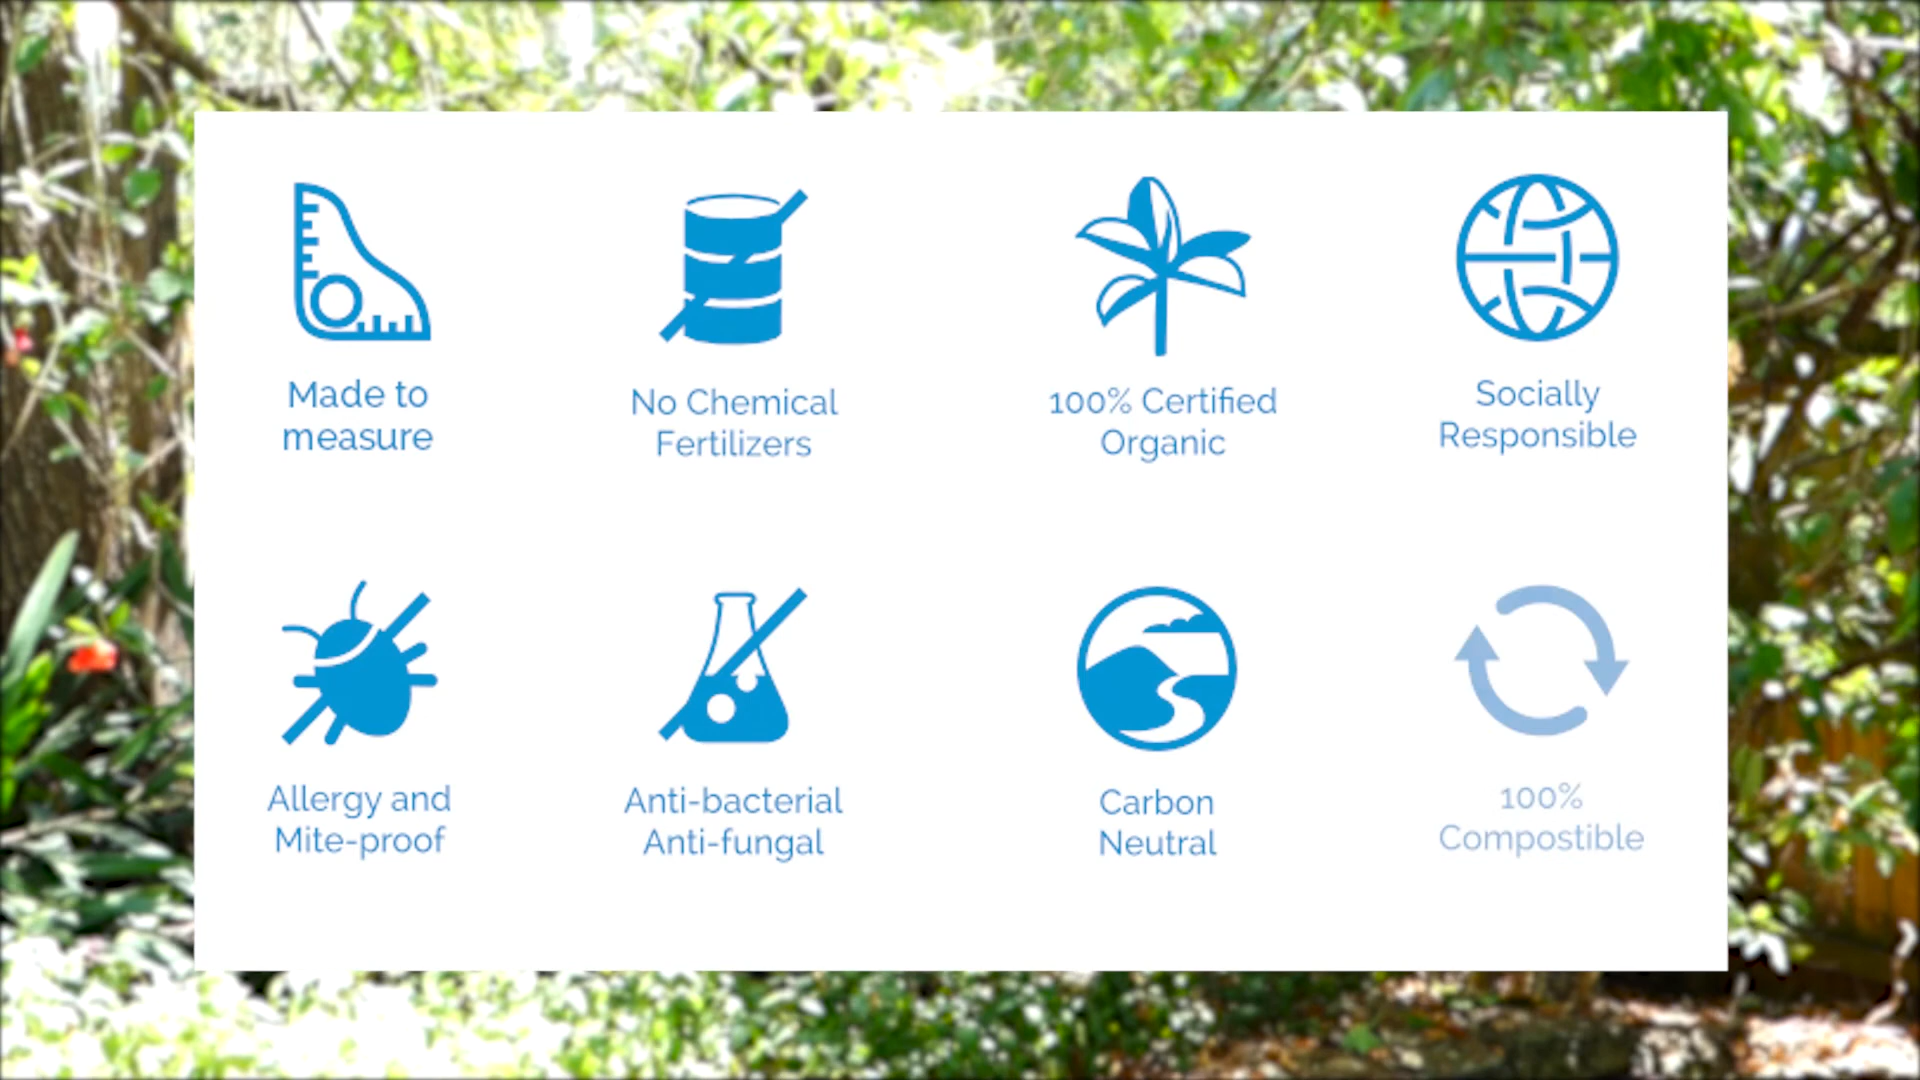 Made to
measure
No Chemical
Fertilizers
100% Certified
Organic
Socially
Responsible
Allergy and
Mite-proof
Anti-bacterial
Anti-fungal
Carbon
Neutral
100%
Compostible